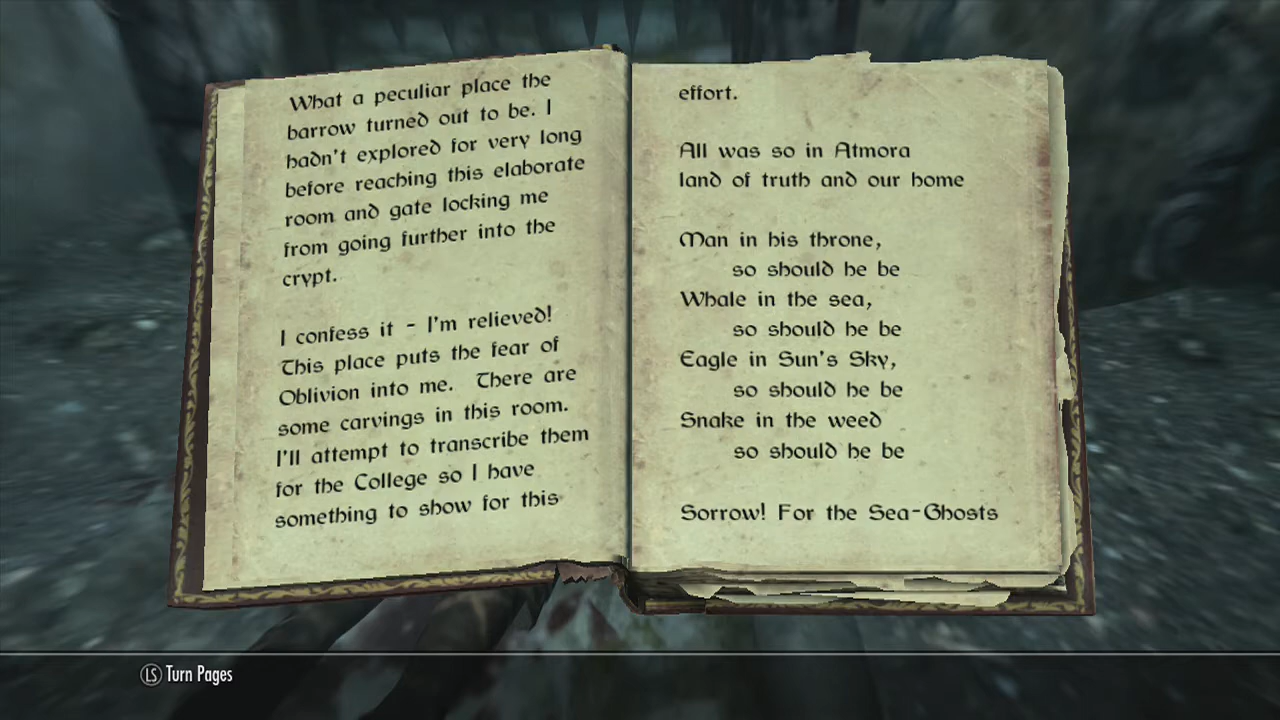 What a peculiar place the
barrow turned out to be. I
hadn't explored for very long
before reaching this elaborate
room and gate locking me
from going further into the
crypt.
I confess it - I'm relieved!
This place puts the fear of
Oblivion into me.  There are
some carvings in this room.
I'll attempt to transcribe them
for the College so I have
something to show for this
effort.
All was so in Atmora
land of truth and our home
Man in his throne,
so should he be
Whale in the sea,
so should he be
Eagle in Sun's Sky,
so should he be
Snake in the weed
so should he be
Sorrow! For the Sea-Ghosts
LS Turn Pages